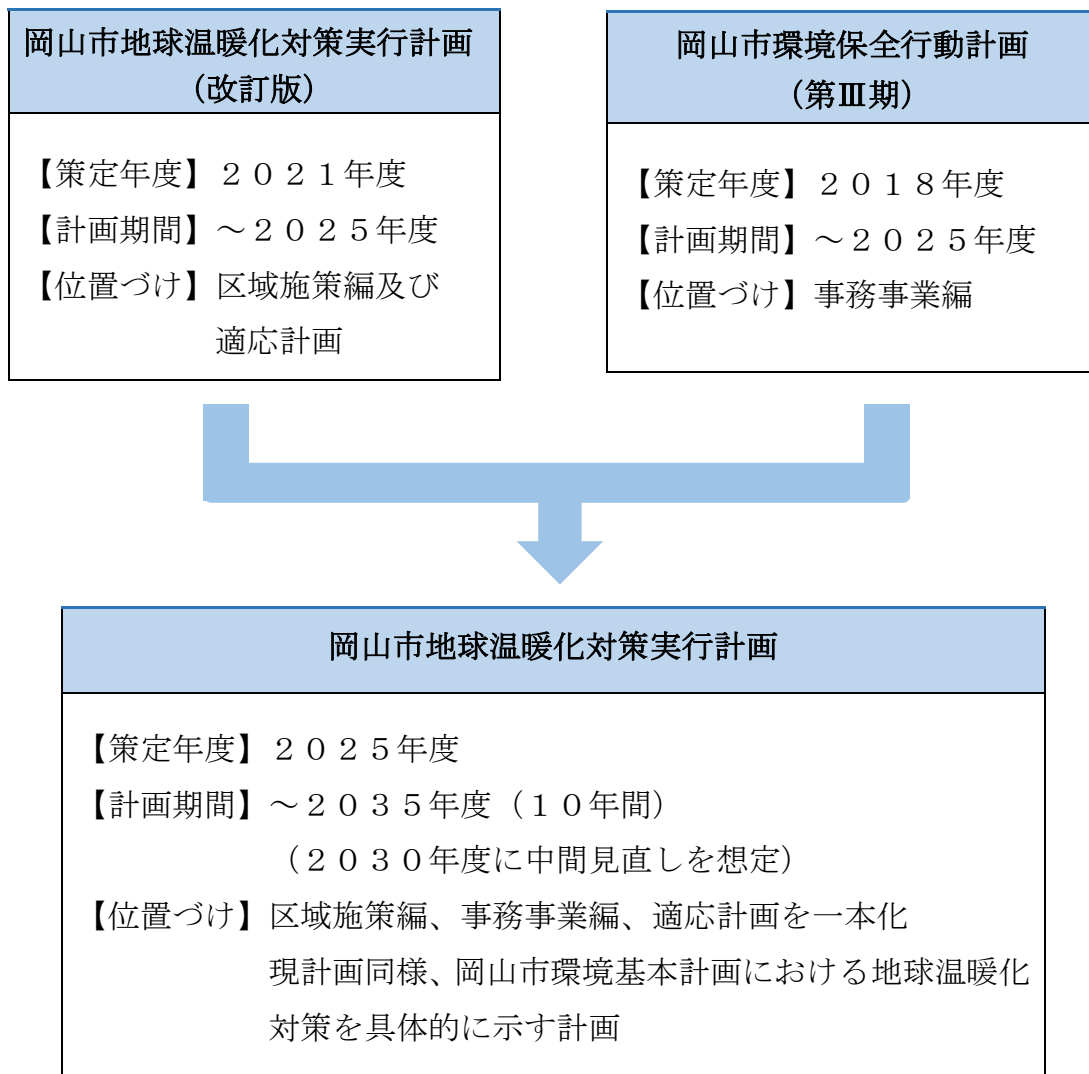 岡山市地球温暖化対策実行計画
（改訂版）
【策定年度】２０２１年度
【計画期間】～２０２５年度
【位置づけ】区域施策編及び
適応計画
岡山市環境保全行動計画
（第Ⅲ期）
【策定年度】２０１８年度
【計画期間】～２０２５年度
【位置づけ】事務事業編
岡山市地球温暖化対策実行計画
【策定年度】２０２５年度
【計画期間】～２０３５年度（１０年間）
（２０３０年度に中間見直しを想定）
【位置づけ】区域施策編、事務事業編、適応計画を一本化
現計画同様、岡山市環境基本計画における地球温暖化
対策を具体的に示す計画